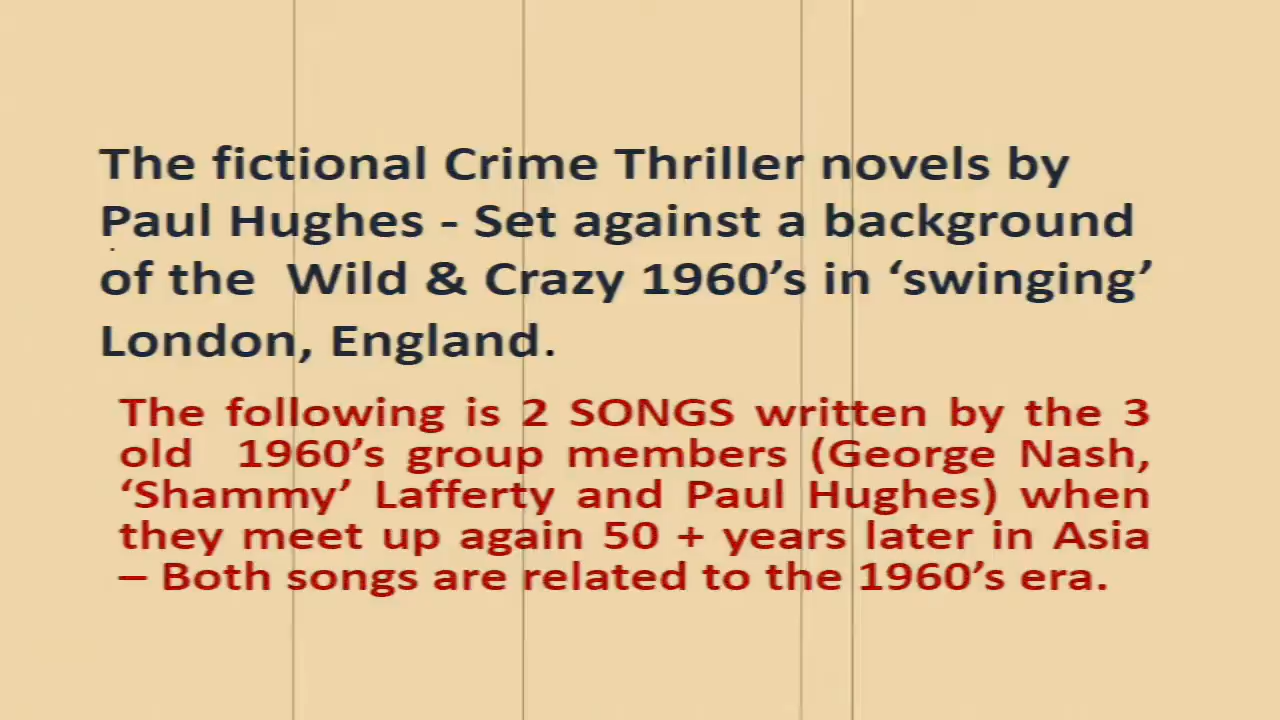 The fictional Crime Thriller novels by
Paul Hughes - Set against a background
of the  Wild & Crazy 1960’s in ‘swinging’
London, England.
The following is 2 SONGS written by the 3
old  1960’s group members (George Nash,
‘Shammy’ Lafferty and Paul Hughes) when
they meet up again 50 + years later in Asia
– Both songs are related to the 1960’s era.